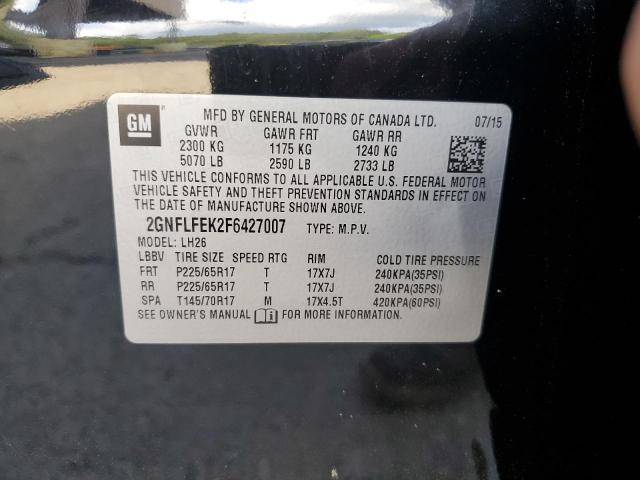 GM
MFD BY GENERAL MOTORS OF CANADA LTD. 07/15
GVWR GAWR FRT GAWR RR
2300 KG 1175 KG 1240 KG
5070 LB 2590 LB 2733 LB
THIS VEHICLE CONFORMS TO ALL APPLICABLE U.S. FEDERAL MOTOR
VEHICLE SAFETY AND THEFT PREVENTION STANDARDS IN EFFECT ON
THE DATE OF MANUFACTURE SHOWN ABOVE.
2GNFLFEK2F6427007 TYPE: M.P.V.
MODEL: LH26
LBBV TIRE SIZE SPEED RTG RIM COLD TIRE PRESSURE
FRT P225/65R17 T 17X7J 240KPA(35PSI)
RR P225/65R17 T 17X7J 240KPA(35PSI)
SPA T145/70R17 M 17X4.5T 420KPA(60PSI)
SEE OWNER'S MANUAL FOR MORE INFORMATION.